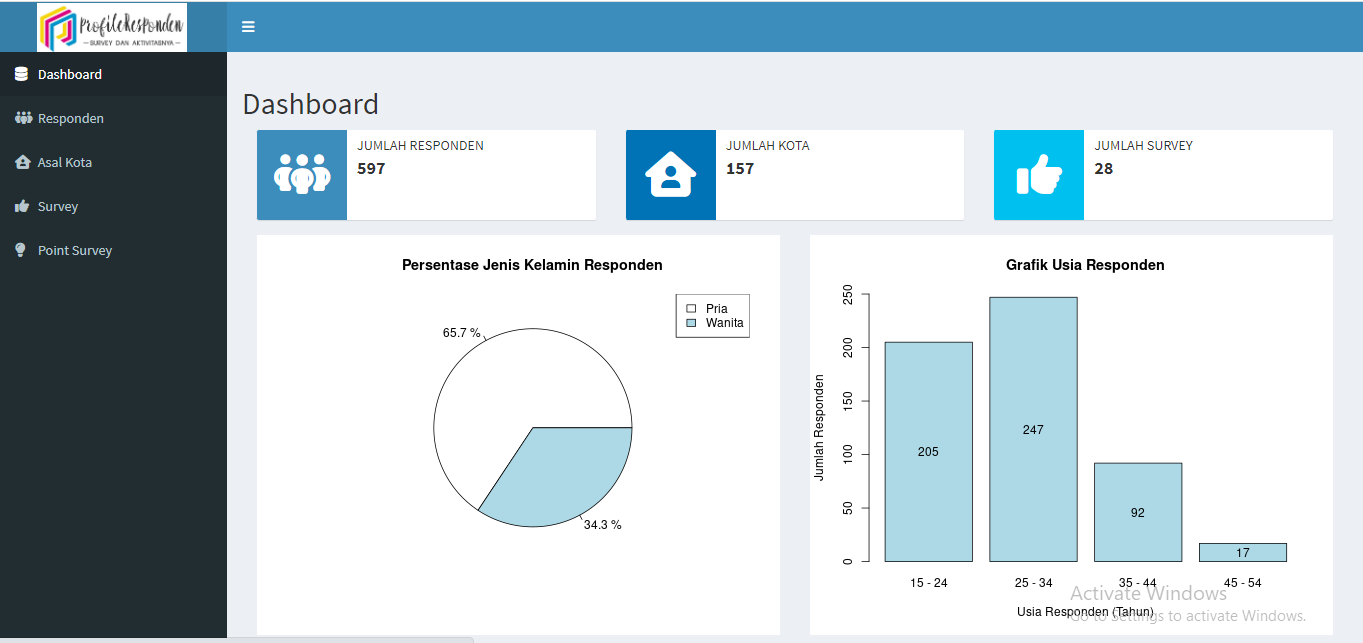 ProfileResponden
SURVEY DAN AKTIVITASNYA
Dashboard
Responden
Asal Kota
Survey
Point Survey
Dashboard
JUMLAH RESPONDEN
597
JUMLAH KOTA
157
JUMLAH SURVEY
28
Persentase Jenis Kelamin Responden
Pria
Wanita
65.7 %
34.3 %
Grafik Usia Responden
Jumlah Responden
250
200
150
100
50
0
205
247
92
17
15 - 24
25 - 34
35 - 44
45 - 54
Usia Responden (Tahun)
Activate Windows
Go to Settings to activate Windows.